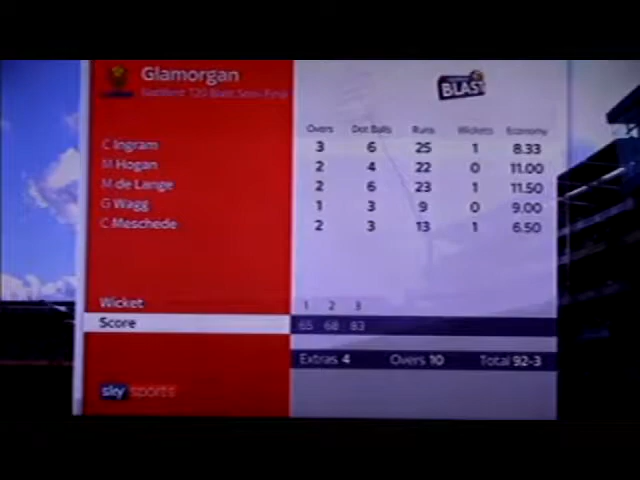 Glamorgan
NatWest T20 Blast Semi-Final
BLAST
Overs Dot Balls Runs Wickets Economy
C Ingram 3 6 25 1 8.33
M Hogan 2 4 22 0 11.00
M de Lange 2 6 23 1 11.50
G Wagg 1 3 9 0 9.00
C Meschede 2 3 13 1 6.50
Wicket 1 2 3
Score 65 68 83
Extras 4 Overs 10 Total 92-3
sky sports